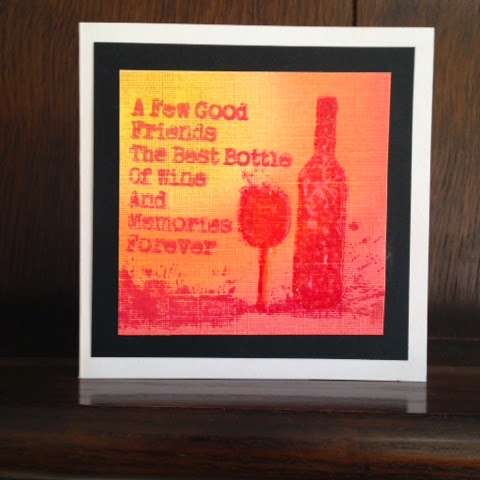 A Few Good
Friends
The Best Bottle
Of Wine
And
Memories
Forever